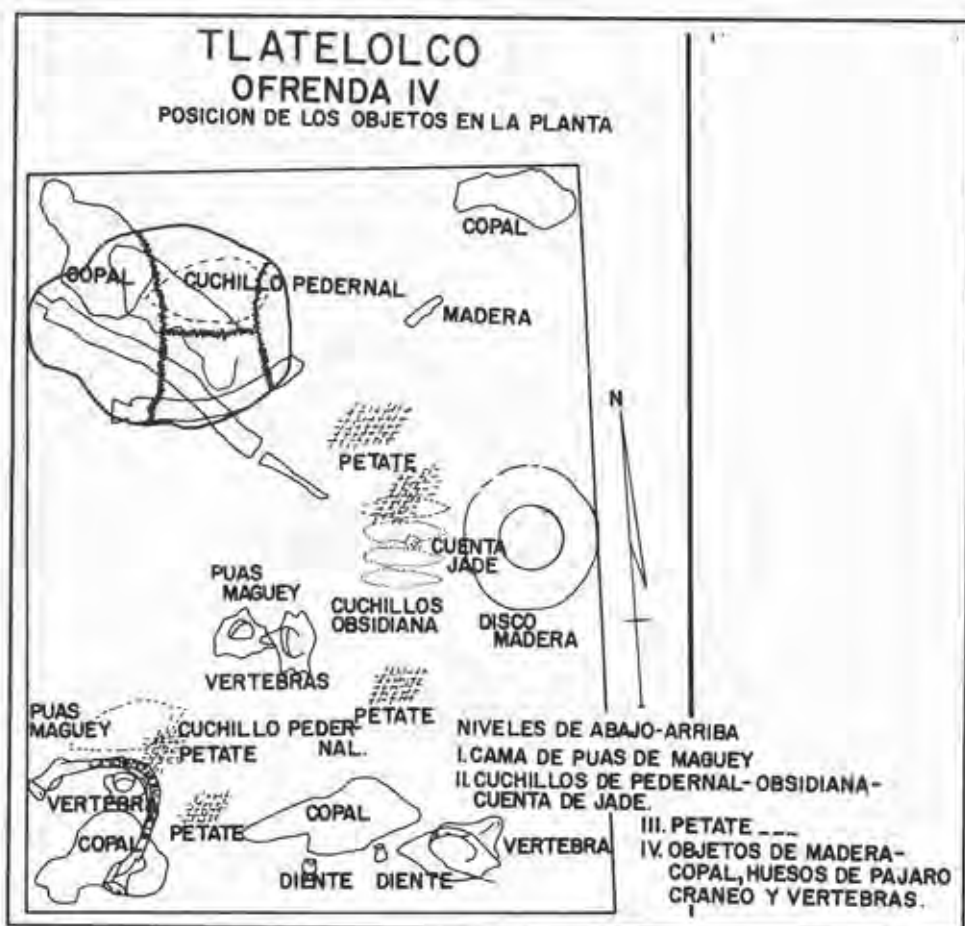 TLATELOLCO
OFRENDA IV
POSICION DE LOS OBJETOS EN LA PLANTA
COPAL
COPAL
CUCHILLO PEDERNAL
MADERA
N
PETATE
CUENTA
JADE
PUAS
MAGUEY
CUCHILLOS
OBSIDIANA
DISCO
MADERA
VERTEBRAS
PUAS
MAGUEY
CUCHILLO PEDER-
NAL.
PETATE
PETATE
VERTEBRA
COPAL
PETATE
COPAL
DIENTE
DIENTE
VERTEBRA
NIVELES DE ABAJO-ARRIBA
I. CAMA DE PUAS DE MAGUEY
II. CUCHILLOS DE PEDERNAL-OBSIDIANA-
CUENTA DE JADE.
III. PETATE ___
IV. OBJETOS DE MADERA-
COPAL, HUESOS DE PAJARO
CRANEO Y VERTEBRAS.